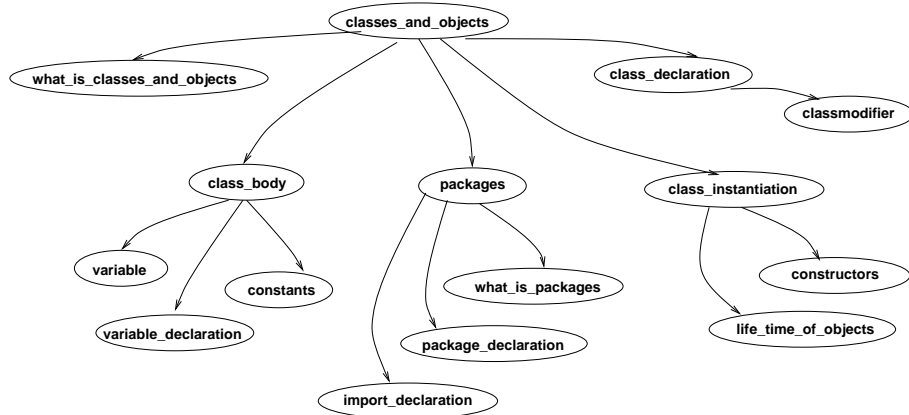 classes_and_objects
what_is_classes_and_objects
class_declaration
classmodifier
class_body
packages
class_instantiation
variable
constants
what_is_packages
constructors
variable_declaration
package_declaration
life_time_of_objects
import_declaration